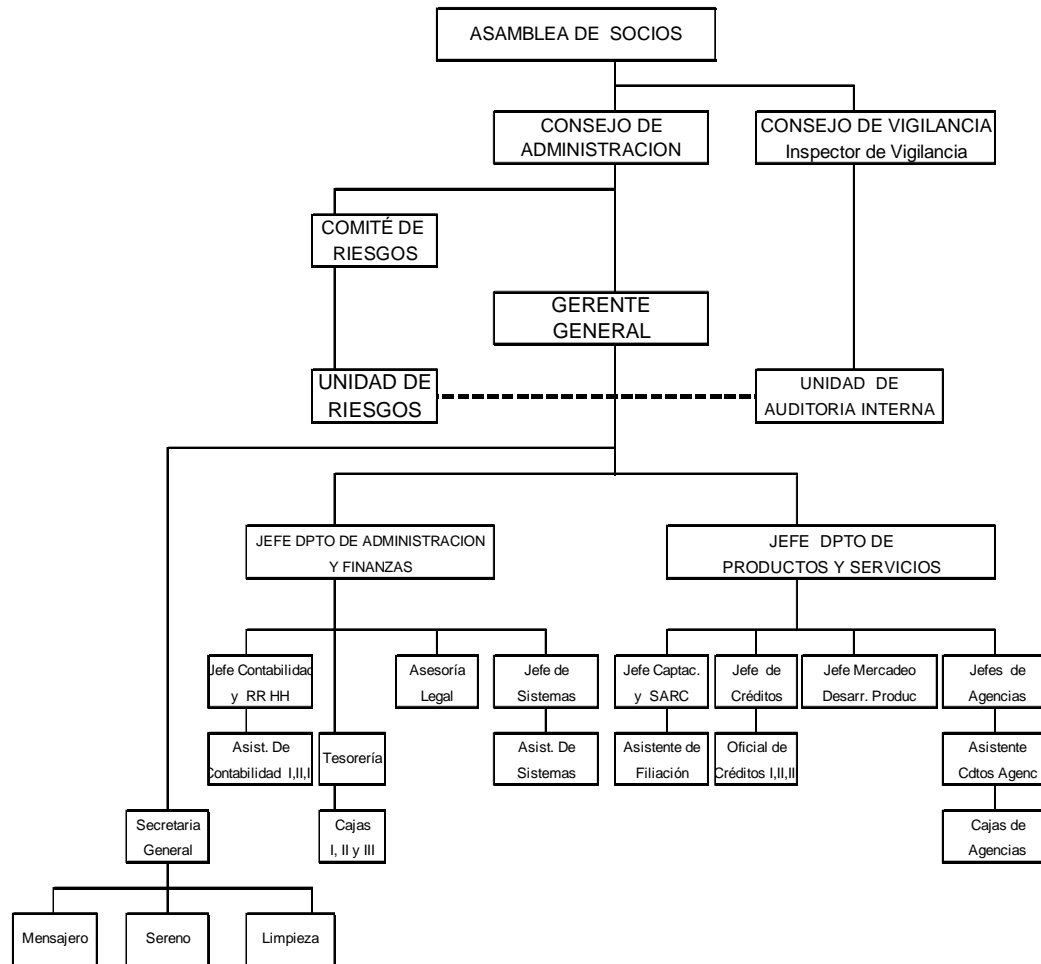 ASAMBLEA DE SOCIOS
CONSEJO DE
ADMINISTRACION
CONSEJO DE VIGILANCIA
Inspector de Vigilancia
COMITÉ DE
RIESGOS
GERENTE
GENERAL
UNIDAD DE
RIESGOS
UNIDAD DE
AUDITORIA INTERNA
JEFE DPTO DE ADMINISTRACION
Y FINANZAS
JEFE DPTO DE
PRODUCTOS Y SERVICIOS
Jefe Contabilidad
y RR HH
Asesoría
Legal
Jefe de
Sistemas
Jefe Captac.
y SARC
Jefe de
Créditos
Jefe Mercadeo
Desarr. Produc
Jefes de
Agencias
Asist. De
Contabilidad I,II,I
Tesorería
Asist. De
Sistemas
Asistente de
Filiación
Oficial de
Créditos I,II,II
Asistente
Cdtos Agenc
Secretaria
General
Cajas
I, II y III
Cajas de
Agencias
Mensajero
Sereno
Limpieza